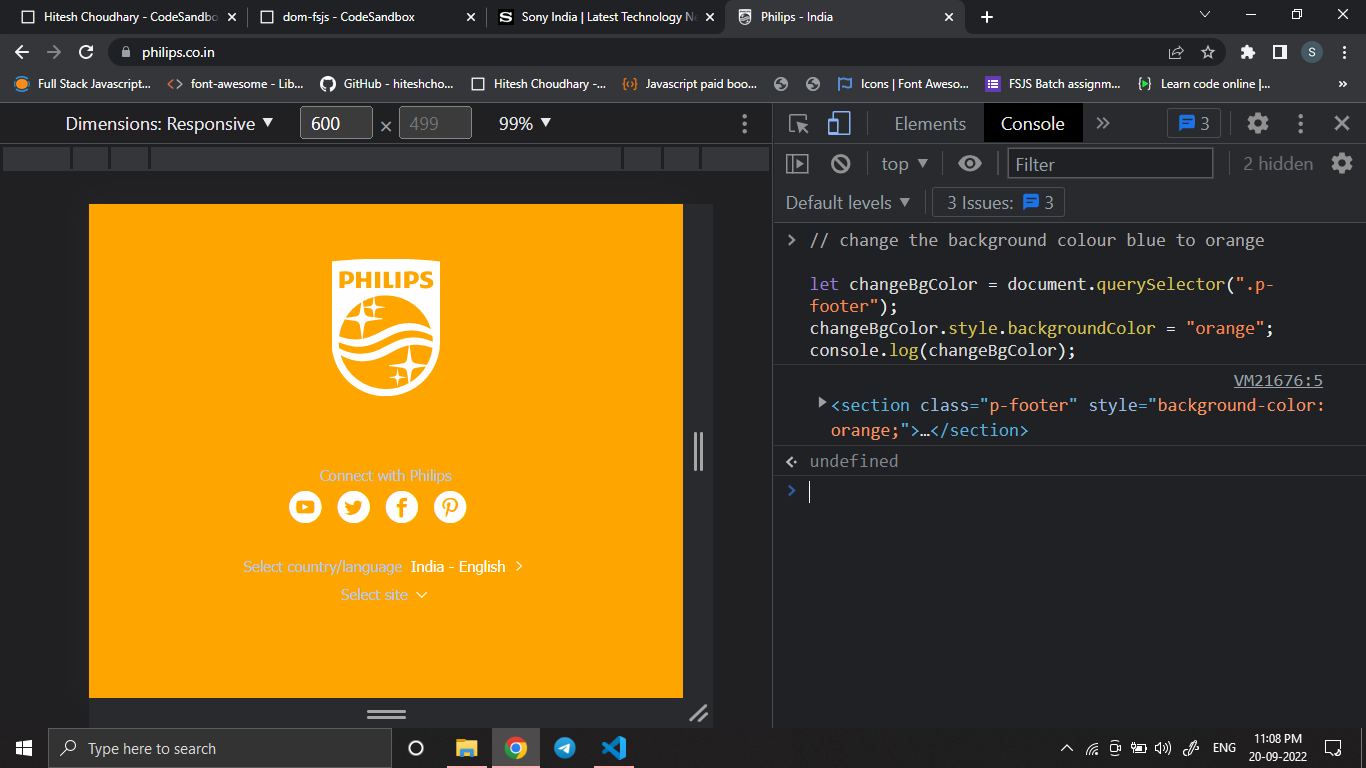 Hitesh Choudhary - CodeSandbo
dom-fsjs - CodeSandbox
Sony India | Latest Technology Ne
Philips - India
philips.co.in
S
Full Stack Javascript...
font-awesome - Lib...
GitHub - hiteshcho...
Hitesh Choudhary -...
Javascript paid boo...
Icons | Font Aweso...
FSJS Batch assignm...
Learn code online |...
»
Dimensions: Responsive
600
×
499
99%
Elements
Console
»
3
top
Filter
2 hidden
Default levels
3 Issues:
3
// change the background colour blue to orange
let changeBgColor = document.querySelector(".p-
footer");
changeBgColor.style.backgroundColor = "orange";
console.log(changeBgColor);
VM21676:5
<section class="p-footer" style="background-color:
orange;">…</section>
undefined
PHILIPS
Connect with Philips
Select country/language India - English
Select site
Type here to search
ENG
11:08 PM
20-09-2022